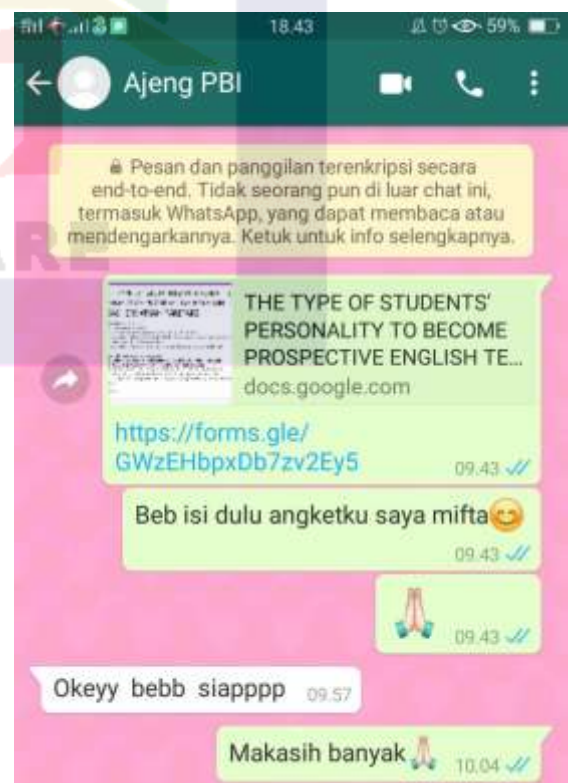 18.43
59%
Ajeng PBI
Pesan dan panggilan terenkripsi secara
end-to-end. Tidak seorang pun di luar chat ini,
termasuk WhatsApp, yang dapat membaca atau
mendengarkannya. Ketuk untuk info selengkapnya.
THE TYPE OF STUDENTS'
PERSONALITY TO BECOME
PROSPECTIVE ENGLISH TE...
docs.google.com
https://forms.gle/
GWzEHbpxDb7zv2Ey5
09.43
Beb isi dulu angketku saya mifta😊
09.43
🙏
09.43
Okeyy bebb siapppp 09.57
Makasih banyak🙏 10.04